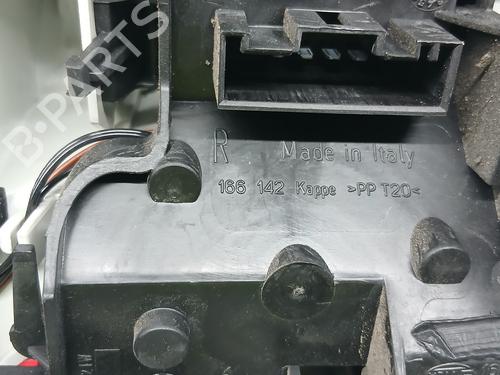 B-PARTS
R Made in Italy
166 142 Kappe >PP T20<